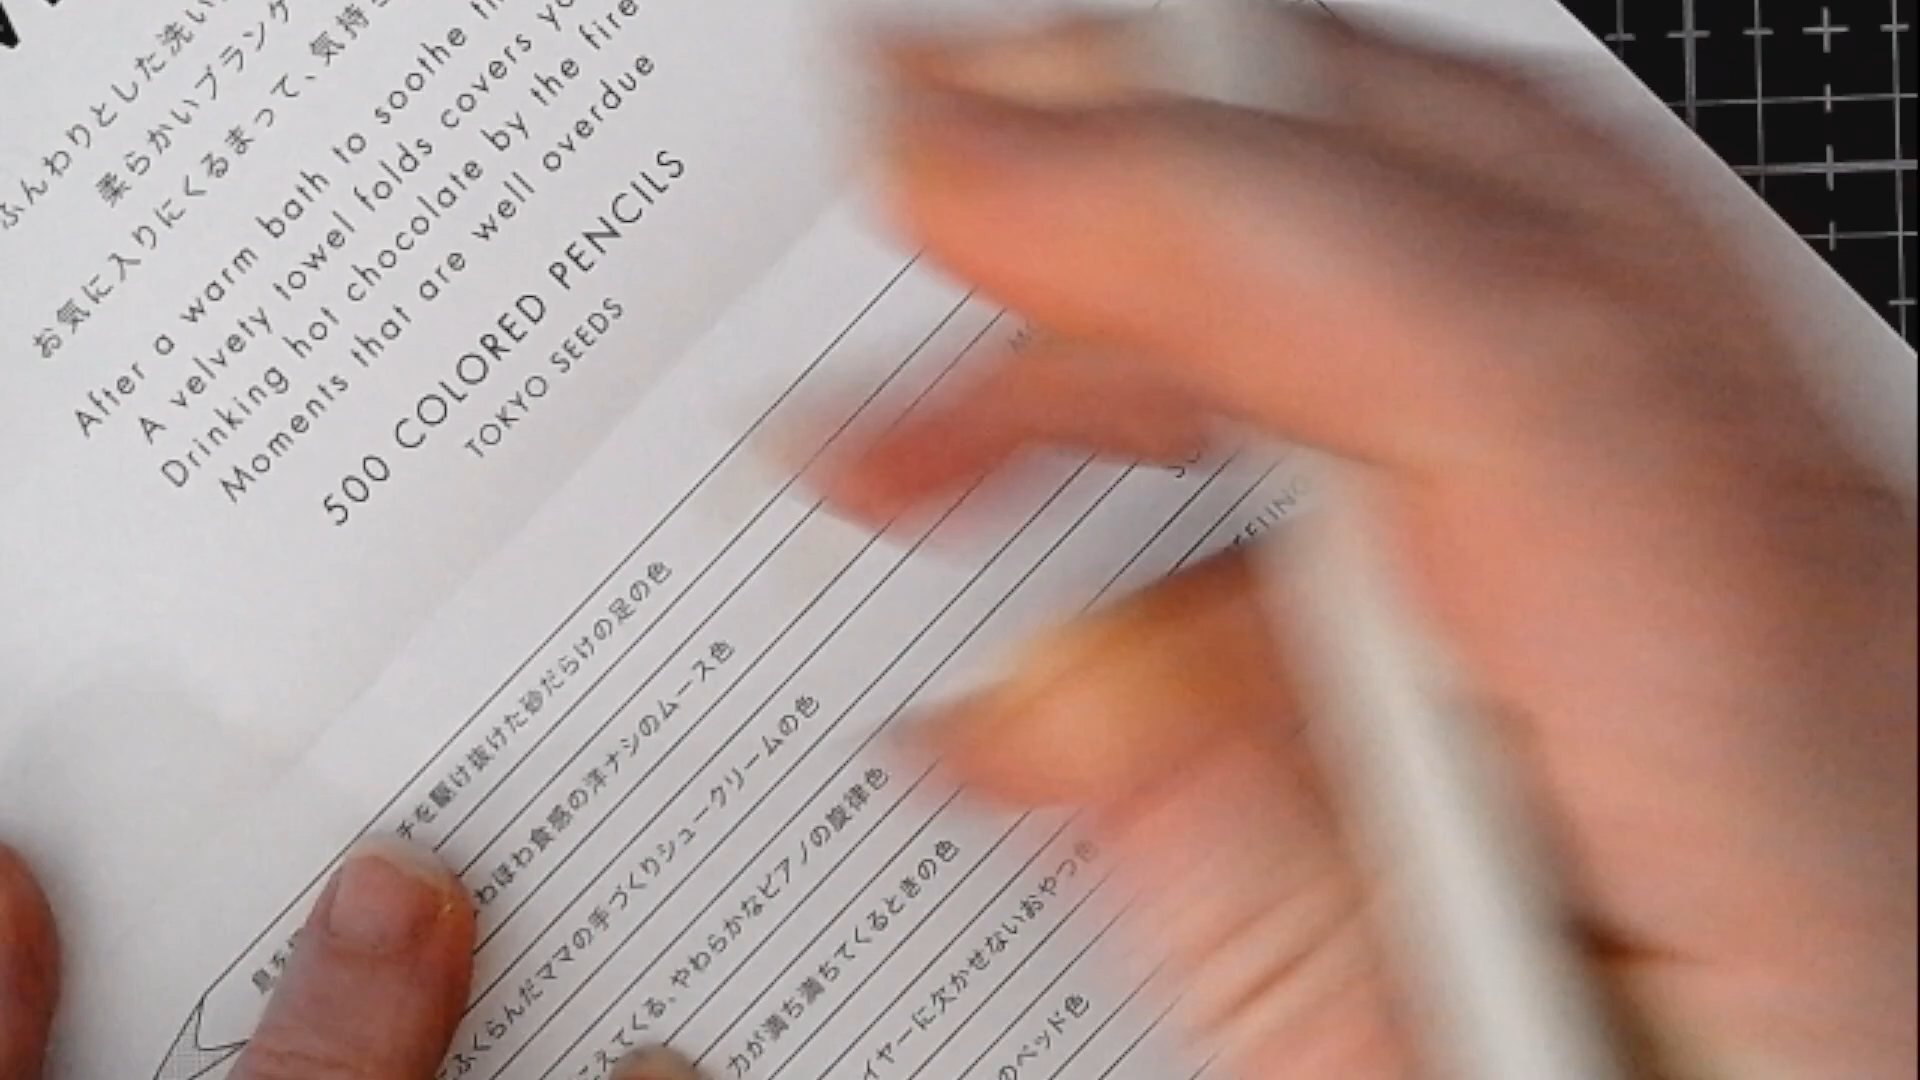 ふんわりとした洗い
柔らかいブランケ
お気に入りにくるまって、気持
After a warm bath to soothe
A velvety towel folds covers
Drinking hot chocolate by the fire
Moments that are well overdue
500 COLORED PENCILS
TOKYO SEEDS
手を駆け抜けた砂だらけの足の色
わほわ食感の洋ナシのムース色
ふくらんだママの手づくりシュークリームの色
こえてくる、やわらかなピアノの旋律色
力が満ち満ちてくるときの色
イヤーに欠かせないおやつ色
のベッド色